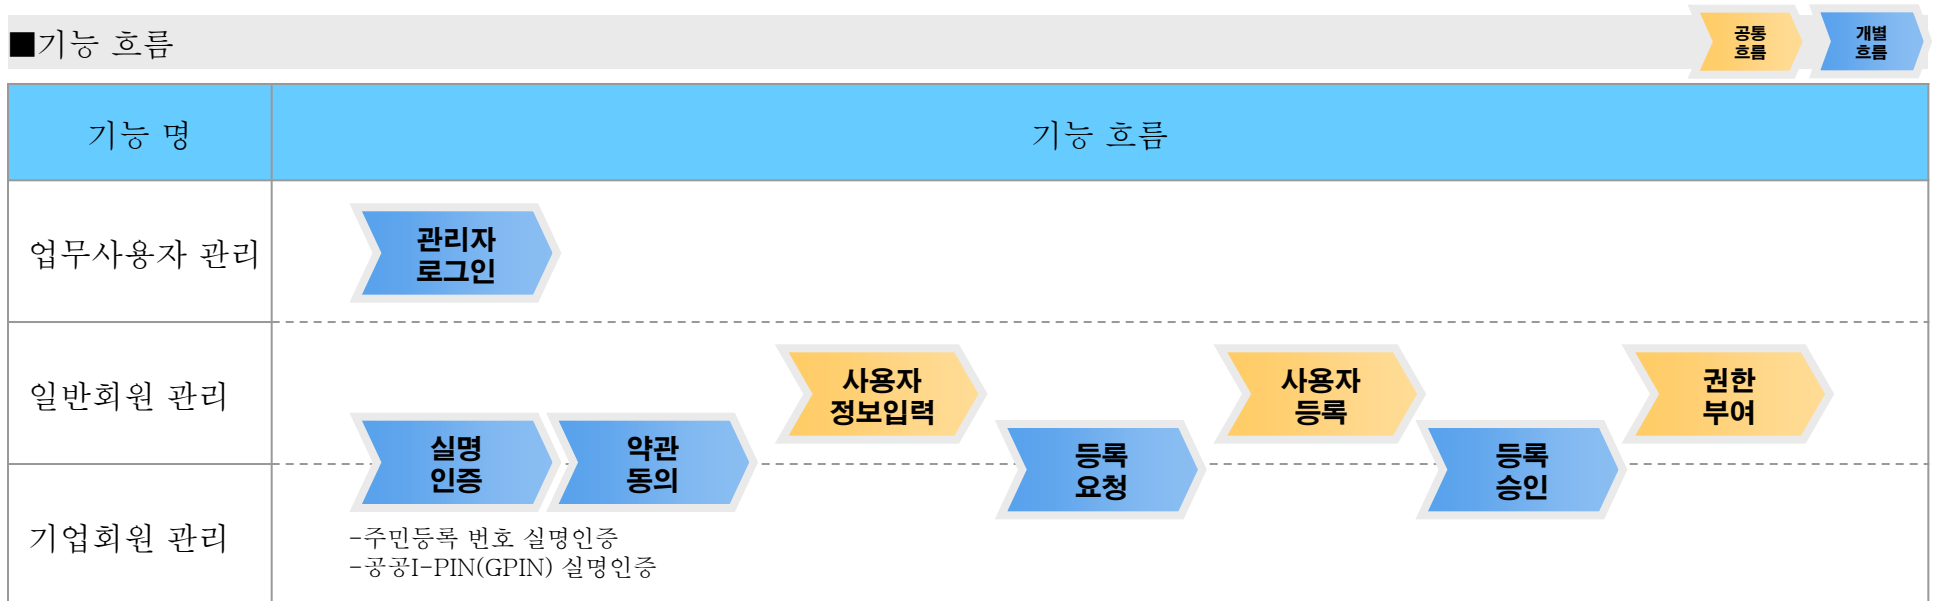 ■기능 흐름
공통
흐름
개별
흐름
기능 명
기능 흐름
업무사용자 관리
관리자
로그인
일반회원 관리
사용자
정보입력
사용자
등록
권한
부여
실명
인증
약관
동의
등록
요청
등록
승인
기업회원 관리
-주민등록 번호 실명인증
-공공I-PIN(GPIN) 실명인증